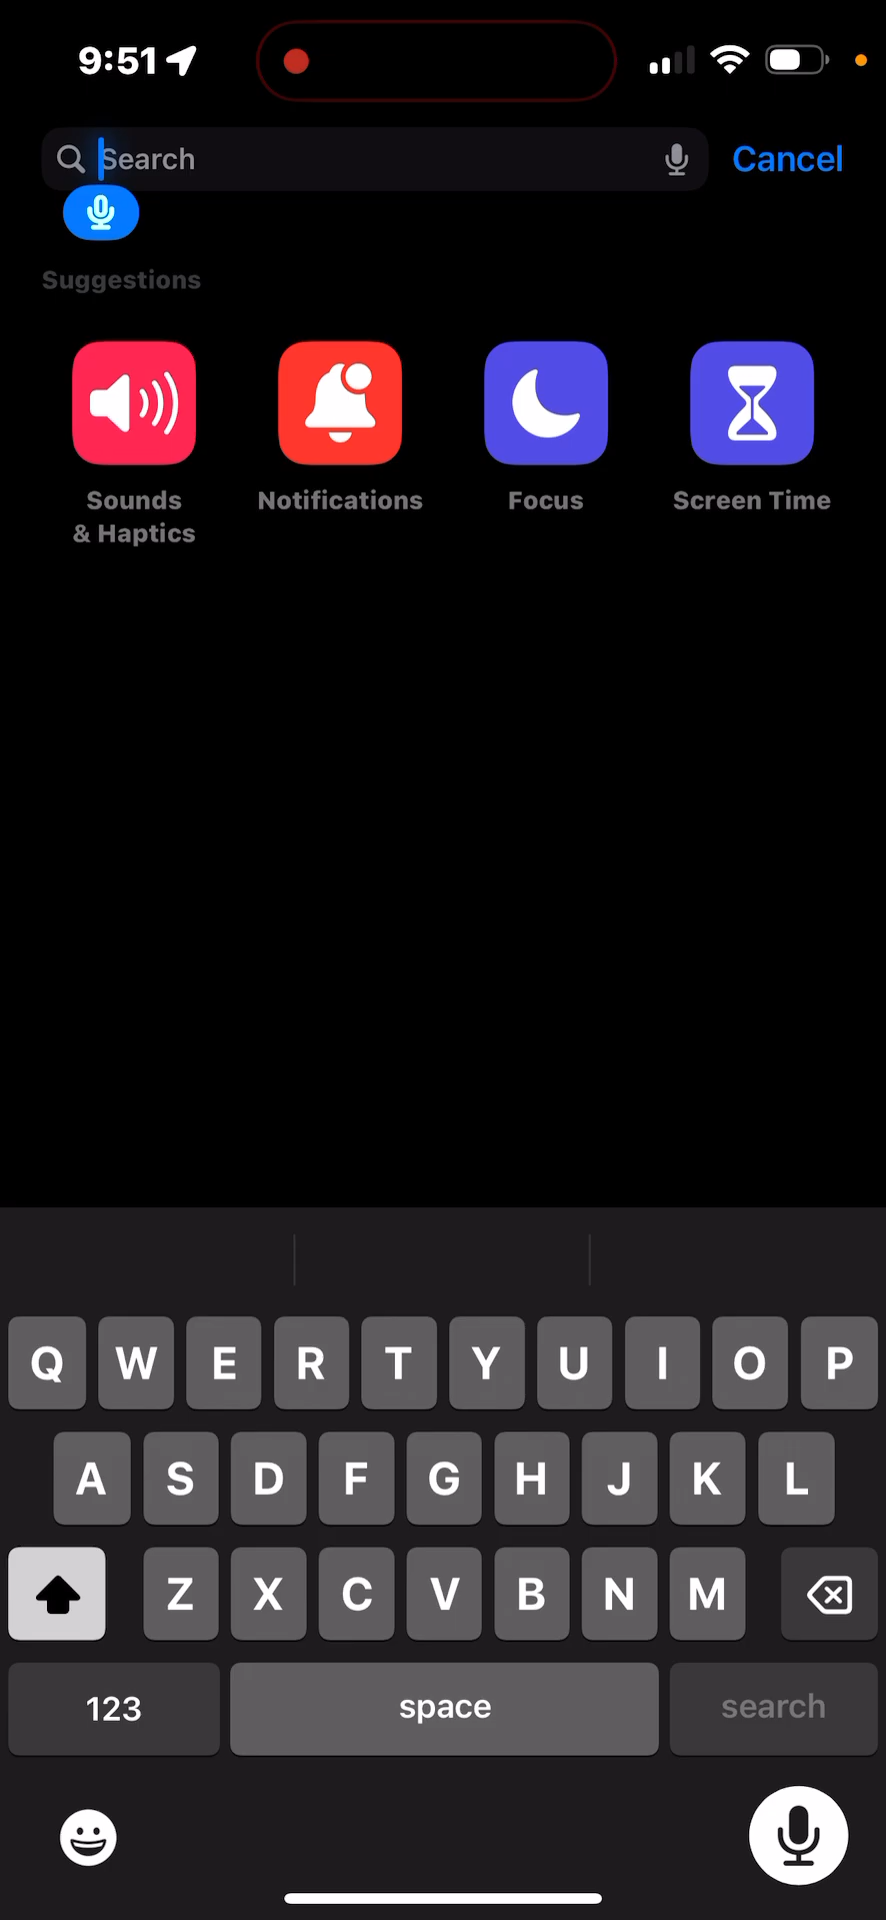 9:51
Search
Cancel
Suggestions
Sounds
& Haptics
Notifications
Focus
Screen Time
Q W E R T Y U I O P
A S D F G H J K L
Z X C V B N M
123 space search